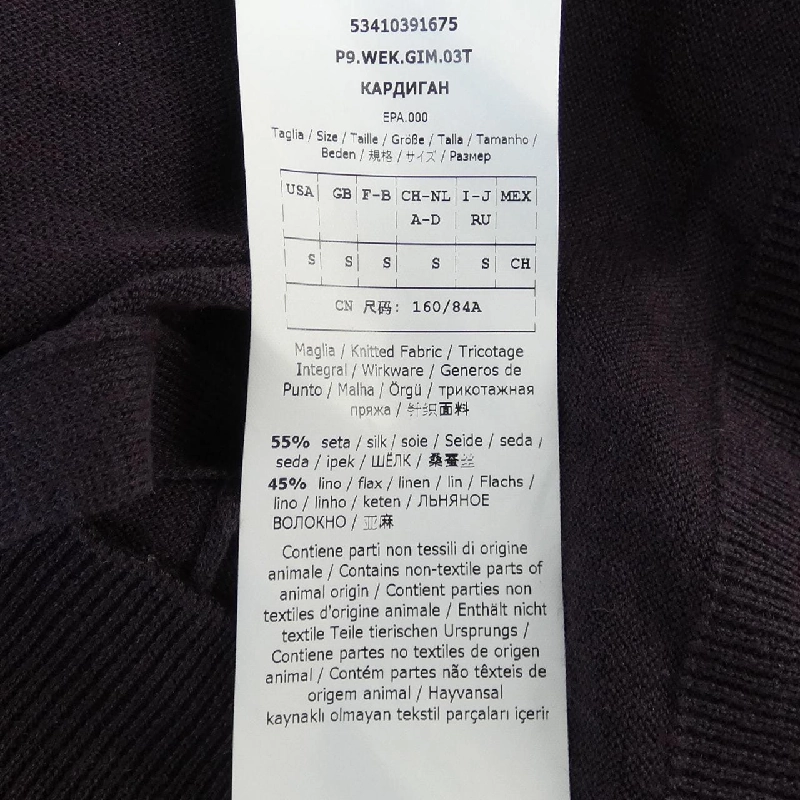 53410391675
P9.WEK.GIM.03T
КАРДИГАН
EPA.000
Taglia / Size / Taille / Größe / Talla / Tamanho /
Beden / 規格 / サイズ / Размер
USA GB F-B CH-NL I-J MEX
A-D RU
S S S S S CH
CN 尺码: 160/84A
Maglia / Knitted Fabric / Tricotage
Integral / Wirkware / Generos de
Punto / Malha / Örgü / трикотажная
пряжа / 针织面料
55% seta / silk / soie / Seide / seda /
seda / ipek / ШЁЛК / 桑蚕丝
45% lino / flax / linen / lin / Flachs /
lino / linho / keten / ЛЬНЯНОЕ
ВОЛОКНО / 亚麻
Contiene parti non tessili di origine
animale / Contains non-textile parts of
animal origin / Contient parties non
textiles d'origine animale / Enthält nicht
textile Teile tierischen Ursprungs /
Contiene partes no textiles de origen
animal / Contém partes não têxteis de
origem animal / Hayvansal
kaynaklı olmayan tekstil parçaları içerir